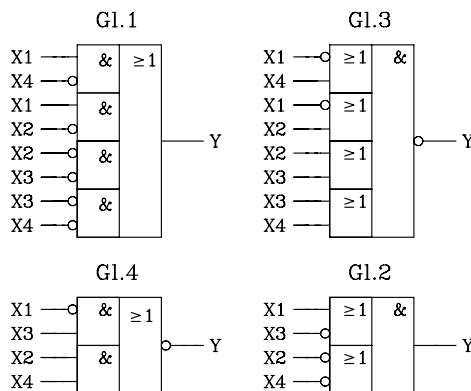 Gl.1
X1 & ≥1
X4
X1 &
X2
X2 & Y
X3
X3 &
X4
Gl.3
X1 ≥1 &
X4
X1 ≥1
X2
X2 ≥1 Y
X3
X3 ≥1
X4
Gl.4
X1 & ≥1
X3
X2 & Y
X4
Gl.2
X1 ≥1 &
X3
X2 ≥1 Y
X4